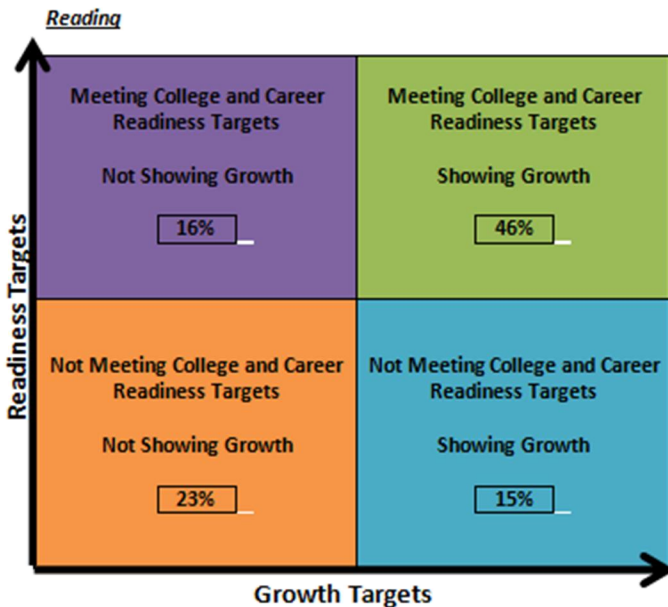 Reading
Meeting College and Career
Readiness Targets
Not Showing Growth
16%
Meeting College and Career
Readiness Targets
Showing Growth
46%
Readiness Targets
Not Meeting College and Career
Readiness Targets
Not Showing Growth
23%
Not Meeting College and Career
Readiness Targets
Showing Growth
15%
Growth Targets